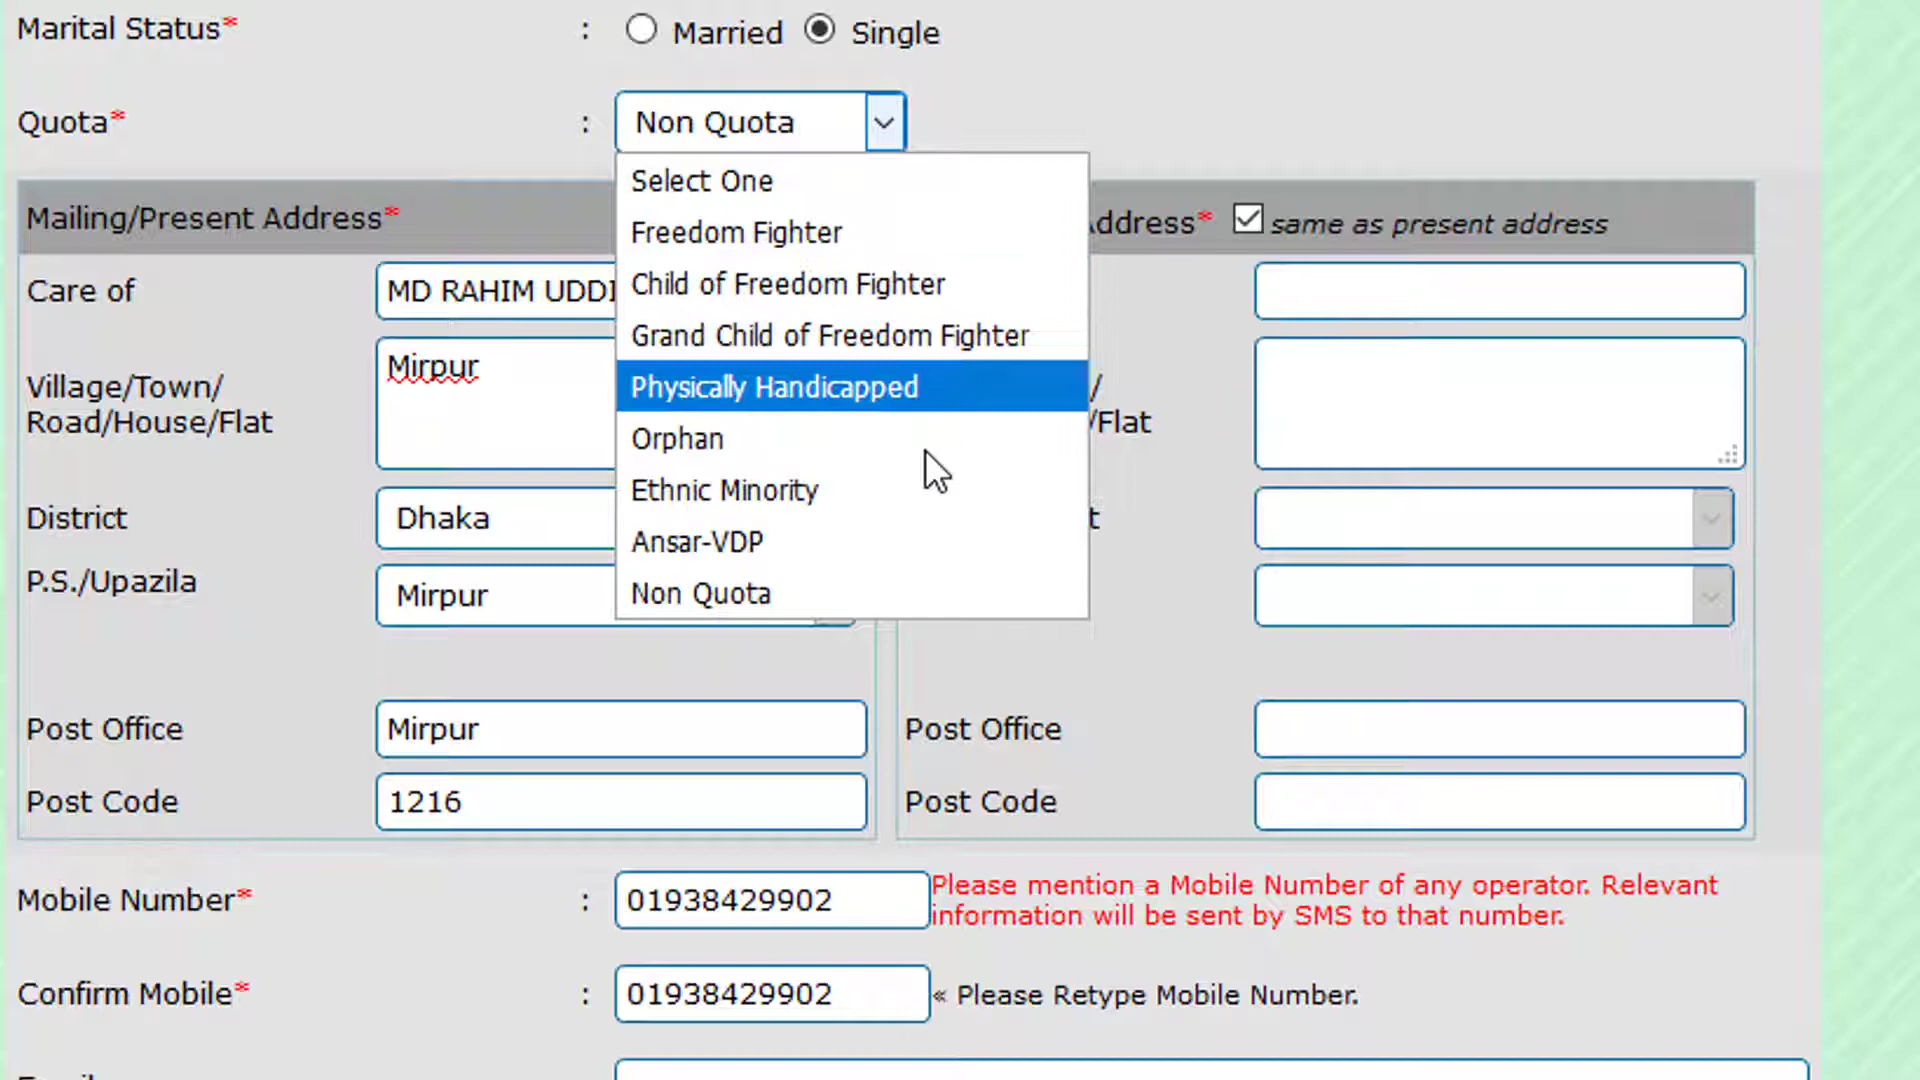 Marital Status* : Married Single
Quota* : Non Quota
Select One
Freedom Fighter
Child of Freedom Fighter
Grand Child of Freedom Fighter
Physically Handicapped
Orphan
Ethnic Minority
Ansar-VDP
Non Quota
Mailing/Present Address*
Address* same as present address
Care of MD RAHIM UDDI
Village/Town/
Road/House/Flat
Mirpur
/
/Flat
District Dhaka
t
P.S./Upazila Mirpur
Post Office Mirpur
Post Office
Post Code 1216
Post Code
Mobile Number* : 01938429902
Please mention a Mobile Number of any operator. Relevant
information will be sent by SMS to that number.
Confirm Mobile* : 01938429902 « Please Retype Mobile Number.